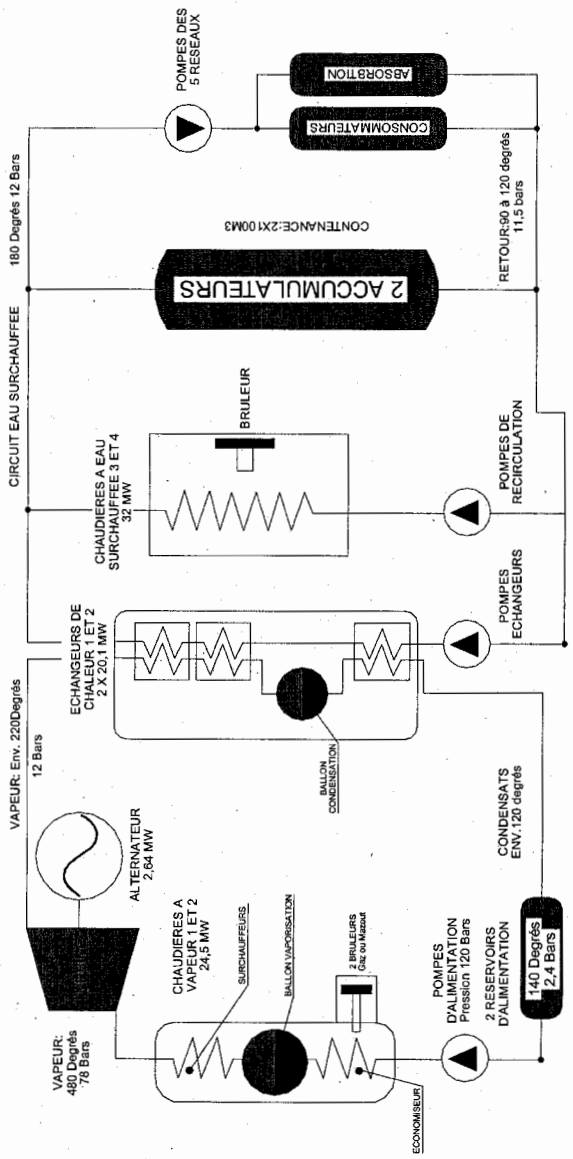 VAPEUR:
480 Degrés
78 Bars
ALTERNATEUR
2,64 MW
VAPEUR: Env. 220Degrés
12 Bars
CHAUDIERES A
VAPEUR 1 ET 2
24,5 MW
SURCHAUFFEURS
BALLON VAPORISATION
2 BRULEURS
Gaz ou Mazout
ECONOMISEUR
POMPES
D'ALIMENTATION
Pression 120 Bars
2 RESERVOIRS
D'ALIMENTATION
140 Degrés
2,4 Bars
CONDENSATS
ENV.120 degrés
ECHANGEURS DE
CHALEUR 1 ET 2
2 X 20,1 MW
BALLON
CONDENSATION
POMPES
ECHANGEURS
CIRCUIT EAU SURCHAUFFEE
CHAUDIERES A EAU
SURCHAUFFEE 3 ET 4
32 MW
BRULEUR
POMPES DE
RECIRCULATION
180 Degrés 12 Bars
2 ACCUMULATEURS
CONTENANCE:2X100M3
POMPES DES
5 RESEAUX
CONSOMMATEURS
ABSORBTION
RETOUR:90 à 120 degrés
11,5 bars